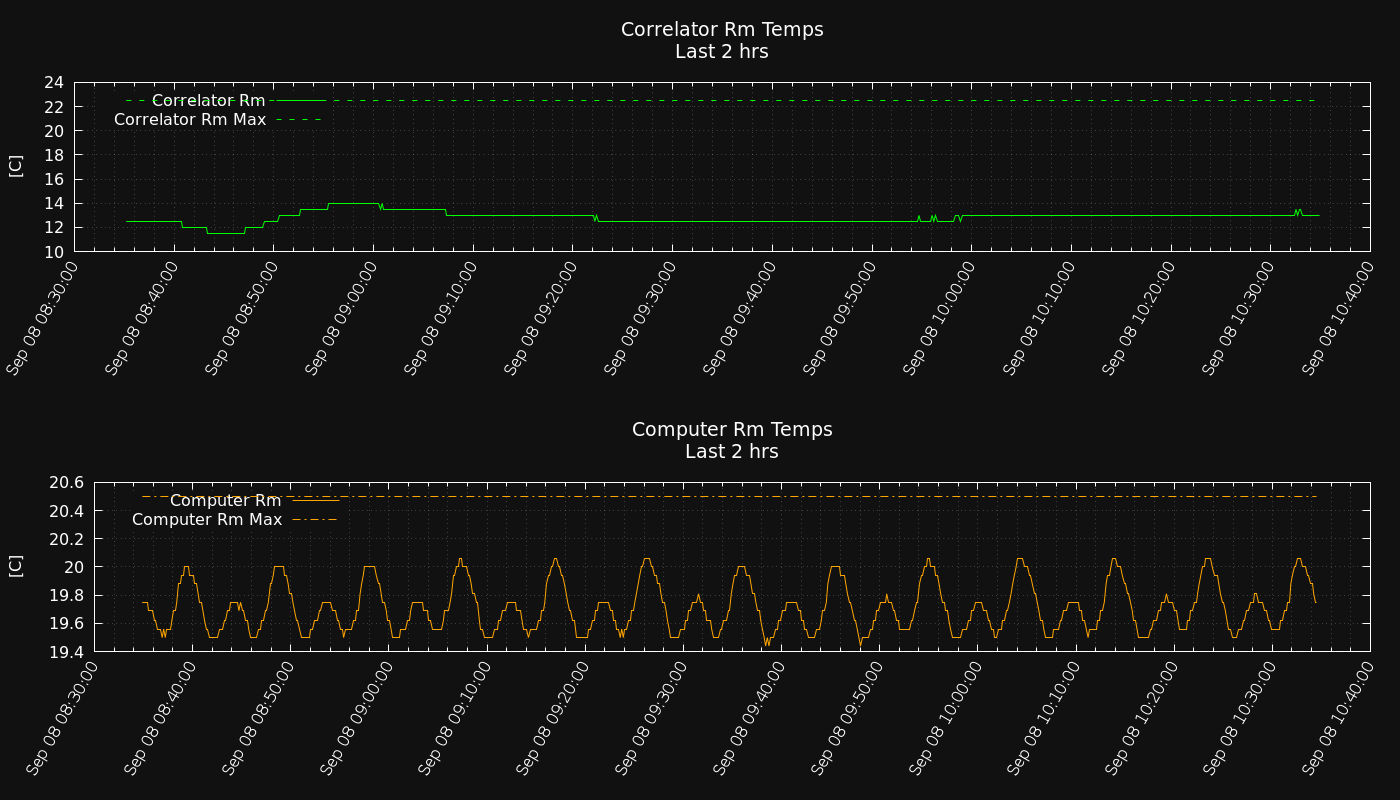 Correlator Rm Temps
Last 2 hrs
Correlator Rm
Correlator Rm Max
[C]
24
22
20
18
16
14
12
10
Sep 08 08:30:00
Sep 08 08:40:00
Sep 08 08:50:00
Sep 08 09:00:00
Sep 08 09:10:00
Sep 08 09:20:00
Sep 08 09:30:00
Sep 08 09:40:00
Sep 08 09:50:00
Sep 08 10:00:00
Sep 08 10:10:00
Sep 08 10:20:00
Sep 08 10:30:00
Sep 08 10:40:00
Computer Rm Temps
Last 2 hrs
Computer Rm
Computer Rm Max
[C]
20.6
20.4
20.2
20
19.8
19.6
19.4
Sep 08 08:30:00
Sep 08 08:40:00
Sep 08 08:50:00
Sep 08 09:00:00
Sep 08 09:10:00
Sep 08 09:20:00
Sep 08 09:30:00
Sep 08 09:40:00
Sep 08 09:50:00
Sep 08 10:00:00
Sep 08 10:10:00
Sep 08 10:20:00
Sep 08 10:30:00
Sep 08 10:40:00